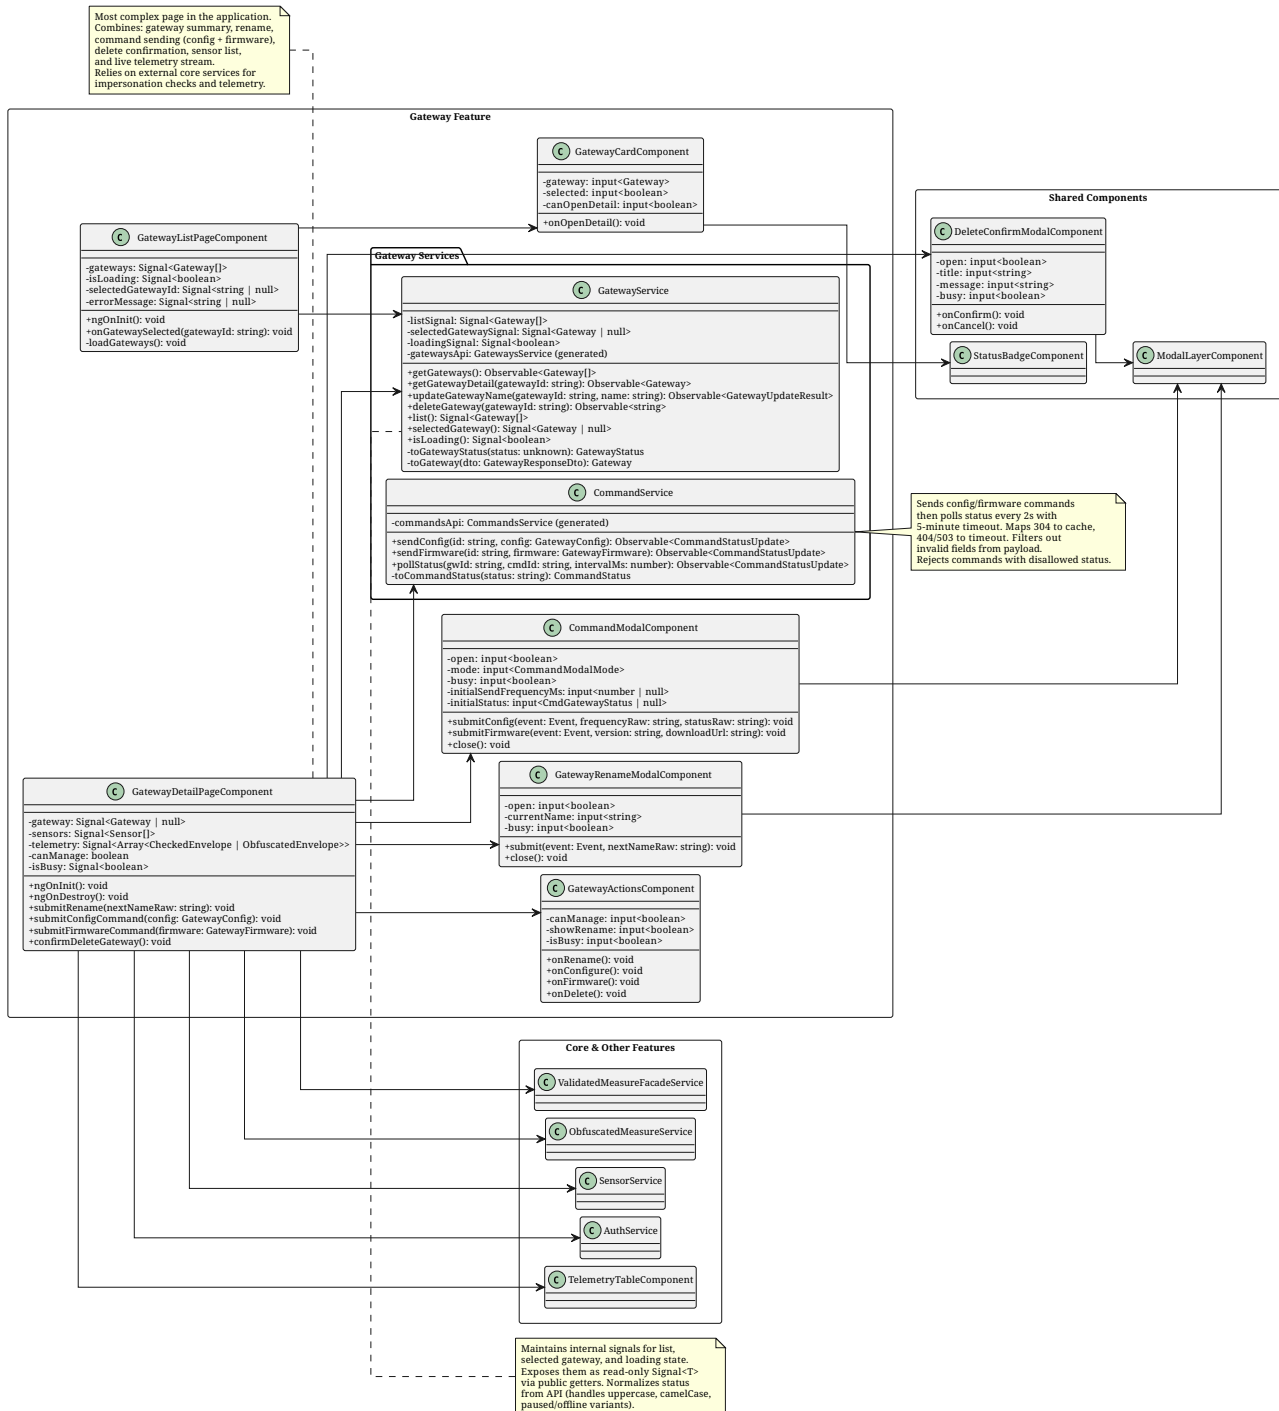 Most complex page in the application.
Combines: gateway summary, rename,
command sending (config + firmware),
delete confirmation, sensor list,
and live telemetry stream.
Relies on external core services for
impersonation checks and telemetry.
Gateway Feature
C GatewayCardComponent
-gateway: input<Gateway>
-selected: input<boolean>
-canOpenDetail: input<boolean>
+onOpenDetail(): void
Shared Components
C DeleteConfirmModalComponent
-open: input<boolean>
-title: input<string>
-message: input<string>
-busy: input<boolean>
+onConfirm(): void
+onCancel(): void
C GatewayListPageComponent
-gateways: Signal<Gateway[]>
-isLoading: Signal<boolean>
-selectedGatewayId: Signal<string | null>
-errorMessage: Signal<string | null>
+ngOnInit(): void
+onGatewaySelected(gatewayId: string): void
-loadGateways(): void
Gateway Services
C GatewayService
-listSignal: Signal<Gateway[]>
-selectedGatewaySignal: Signal<Gateway | null>
-loadingSignal: Signal<boolean>
-gatewaysApi: GatewaysService (generated)
+getGateways(): Observable<Gateway[]>
+getGatewayDetail(gatewayId: string): Observable<Gateway>
+updateGatewayName(gatewayId: string, name: string): Observable<GatewayUpdateResult>
+deleteGateway(gatewayId: string): Observable<string>
+list(): Signal<Gateway[]>
+selectedGateway(): Signal<Gateway | null>
+isLoading(): Signal<boolean>
-toGatewayStatus(status: unknown): GatewayStatus
-toGateway(dto: GatewayResponseDto): Gateway
C StatusBadgeComponent
C ModalLayerComponent
C CommandService
-commandsApi: CommandsService (generated)
+sendConfig(id: string, config: GatewayConfig): Observable<CommandStatusUpdate>
+sendFirmware(id: string, firmware: GatewayFirmware): Observable<CommandStatusUpdate>
+pollStatus(gwId: string, cmdId: string, intervalMs: number): Observable<CommandStatusUpdate>
-toCommandStatus(status: string): CommandStatus
Sends config/firmware commands
then polls status every 2s with
5-minute timeout. Maps 304 to cache,
404/503 to timeout. Filters out
invalid fields from payload.
Rejects commands with disallowed status.
C CommandModalComponent
-open: input<boolean>
-mode: input<CommandModalMode>
-busy: input<boolean>
-initialSendFrequencyMs: input<number | null>
-initialStatus: input<CmdGatewayStatus | null>
+submitConfig(event: Event, frequencyRaw: string, statusRaw: string): void
+submitFirmware(event: Event, version: string, downloadUrl: string): void
+close(): void
C GatewayRenameModalComponent
-open: input<boolean>
-currentName: input<string>
-busy: input<boolean>
+submit(event: Event, nextNameRaw: string): void
+close(): void
C GatewayDetailPageComponent
-gateway: Signal<Gateway | null>
-sensors: Signal<Sensor[]>
-telemetry: Signal<Array<CheckedEnvelope | ObfuscatedEnvelope>>
-canManage: boolean
-isBusy: Signal<boolean>
+ngOnInit(): void
+ngOnDestroy(): void
+submitRename(nextNameRaw: string): void
+submitConfigCommand(config: GatewayConfig): void
+submitFirmwareCommand(firmware: GatewayFirmware): void
+confirmDeleteGateway(): void
C GatewayActionsComponent
-canManage: input<boolean>
-showRename: input<boolean>
-isBusy: input<boolean>
+onRename(): void
+onConfigure(): void
+onFirmware(): void
+onDelete(): void
Core & Other Features
C ValidatedMeasureFacadeService
C ObfuscatedMeasureService
C SensorService
C AuthService
C TelemetryTableComponent
Maintains internal signals for list,
selected gateway, and loading state.
Exposes them as read-only Signal<T>
via public getters. Normalizes status
from API (handles uppercase, camelCase,
paused/offline variants).